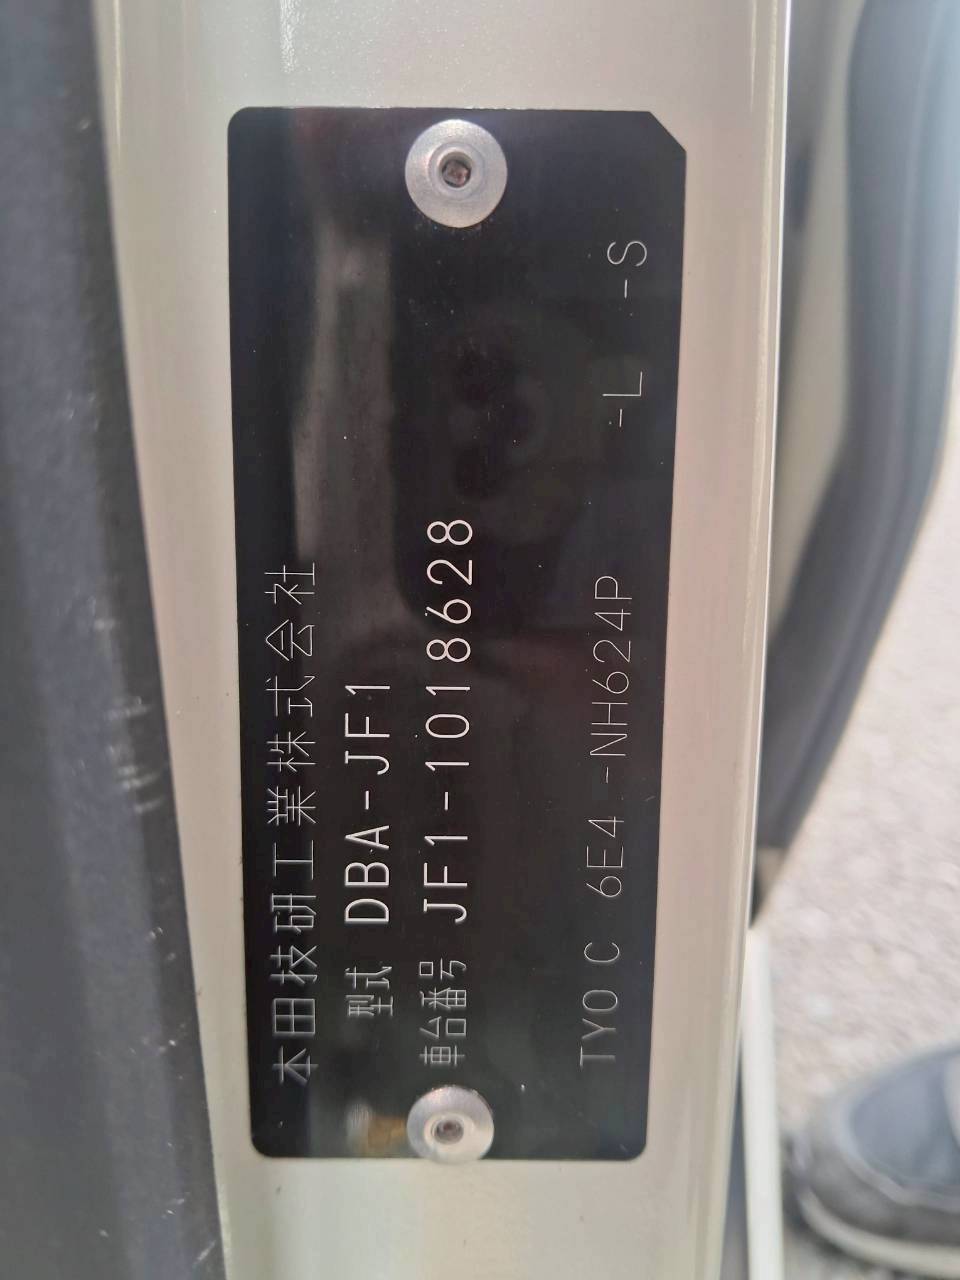 本田技研工業株式会社
型式 DBA-JF1
車台番号 JF1-1018628
TYO C 6E4 -NH624P -L -S